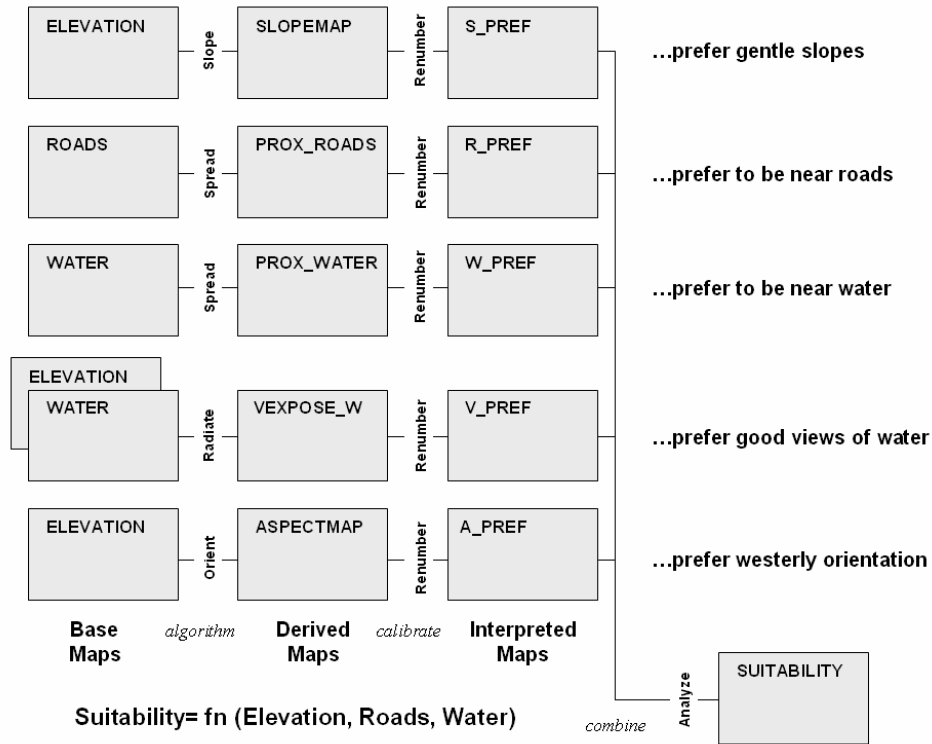 ELEVATION
Slope
SLOPEMAP
Renumber
S_PREF
...prefer gentle slopes
ROADS
Spread
PROX_ROADS
Renumber
R_PREF
...prefer to be near roads
WATER
Spread
PROX_WATER
Renumber
W_PREF
...prefer to be near water
ELEVATION
WATER
Radiate
VEXPOSE_W
Renumber
V_PREF
...prefer good views of water
ELEVATION
Orient
ASPECTMAP
Renumber
A_PREF
...prefer westerly orientation
Base
Maps
algorithm
Derived
Maps
calibrate
Interpreted
Maps
Suitability= fn (Elevation, Roads, Water)
combine
Analyze
SUITABILITY